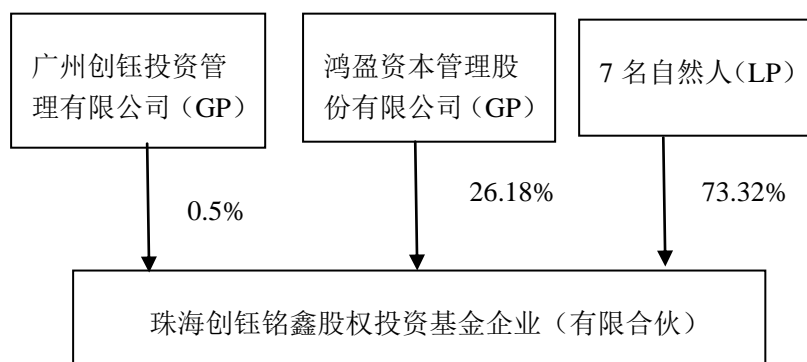 广州创钰投资管
理有限公司（GP）
鸿盈资本管理股
份有限公司（GP）
7 名自然人（LP）
0.5%
26.18%
73.32%
珠海创钰铭鑫股权投资基金企业（有限合伙）